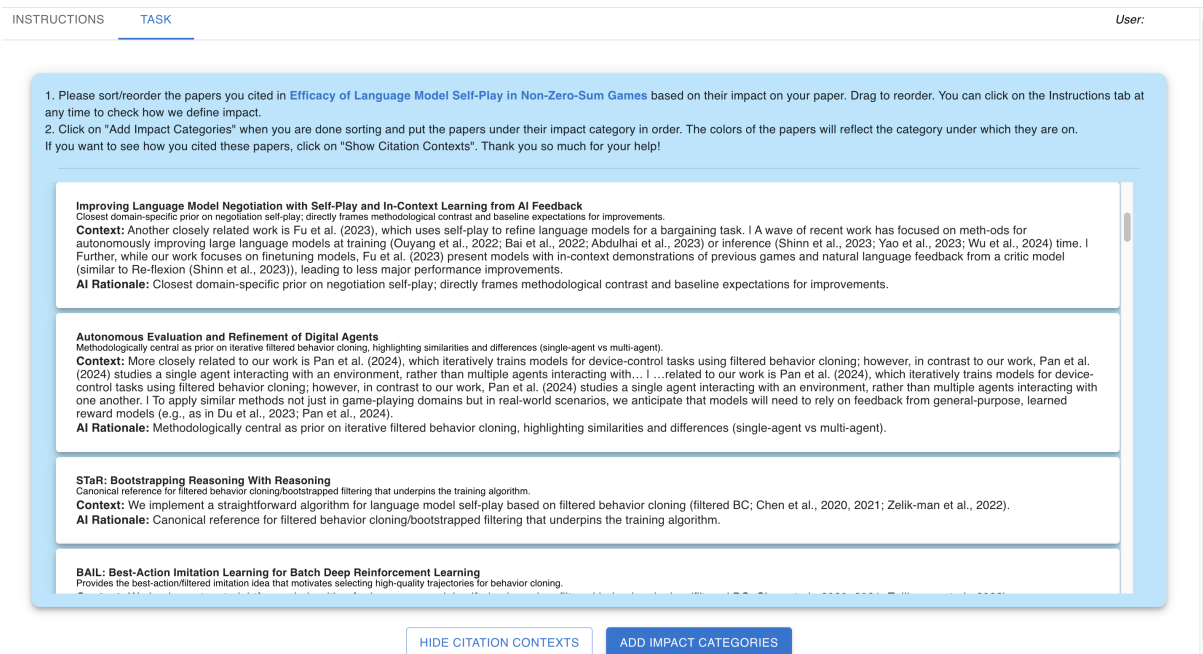 INSTRUCTIONS
TASK
User:
1. Please sort/reorder the papers you cited in Efficacy of Language Model Self-Play in Non-Zero-Sum Games based on their impact on your paper. Drag to reorder. You can click on the Instructions tab at
any time to check how we define impact.
2. Click on "Add Impact Categories" when you are done sorting and put the papers under their impact category in order. The colors of the papers will reflect the category under which they are on.
If you want to see how you cited these papers, click on "Show Citation Contexts". Thank you so much for your help!
Improving Language Model Negotiation with Self-Play and In-Context Learning from AI Feedback
Closest domain-specific prior on negotiation self-play; directly frames methodological contrast and baseline expectations for improvements.
Context: Another closely related work is Fu et al. (2023), which uses self-play to refine language models for a bargaining task. I A wave of recent work has focused on meth-ods for
autonomously improving large language models at training (Ouyang et al., 2022; Bai et al., 2022; Abdulhai et al., 2023) or inference (Shinn et al., 2023; Yao et al., 2023; Wu et al., 2024) time. I
Further, while our work focuses on finetuning models, Fu et al. (2023) present models with in-context demonstrations of previous games and natural language feedback from a critic model
(similar to Re-flexion (Shinn et al., 2023)), leading to less major performance improvements.
AI Rationale: Closest domain-specific prior on negotiation self-play; directly frames methodological contrast and baseline expectations for improvements.
Autonomous Evaluation and Refinement of Digital Agents
Methodologically central as prior on iterative filtered behavior cloning, highlighting similarities and differences (single-agent vs multi-agent).
Context: More closely related to our work is Pan et al. (2024), which iteratively trains models for device-control tasks using filtered behavior cloning; however, in contrast to our work, Pan et al.
(2024) studies a single agent interacting with an environment, rather than multiple agents interacting with… I …related to our work is Pan et al. (2024), which iteratively trains models for device-
control tasks using filtered behavior cloning; however, in contrast to our work, Pan et al. (2024) studies a single agent interacting with an environment, rather than multiple agents interacting with
one another. I To apply similar methods not just in game-playing domains but in real-world scenarios, we anticipate that models will need to rely on feedback from general-purpose, learned
reward models (e.g., as in Du et al., 2023; Pan et al., 2024).
AI Rationale: Methodologically central as prior on iterative filtered behavior cloning, highlighting similarities and differences (single-agent vs multi-agent).
STaR: Bootstrapping Reasoning With Reasoning
Canonical reference for filtered behavior cloning/bootstrapped filtering that underpins the training algorithm.
Context: We implement a straightforward algorithm for language model self-play based on filtered behavior cloning (filtered BC; Chen et al., 2020, 2021; Zelik-man et al., 2022).
AI Rationale: Canonical reference for filtered behavior cloning/bootstrapped filtering that underpins the training algorithm.
BAIL: Best-Action Imitation Learning for Batch Deep Reinforcement Learning
Provides the best-action/filtered imitation idea that motivates selecting high-quality trajectories for behavior cloning.
HIDE CITATION CONTEXTS
ADD IMPACT CATEGORIES